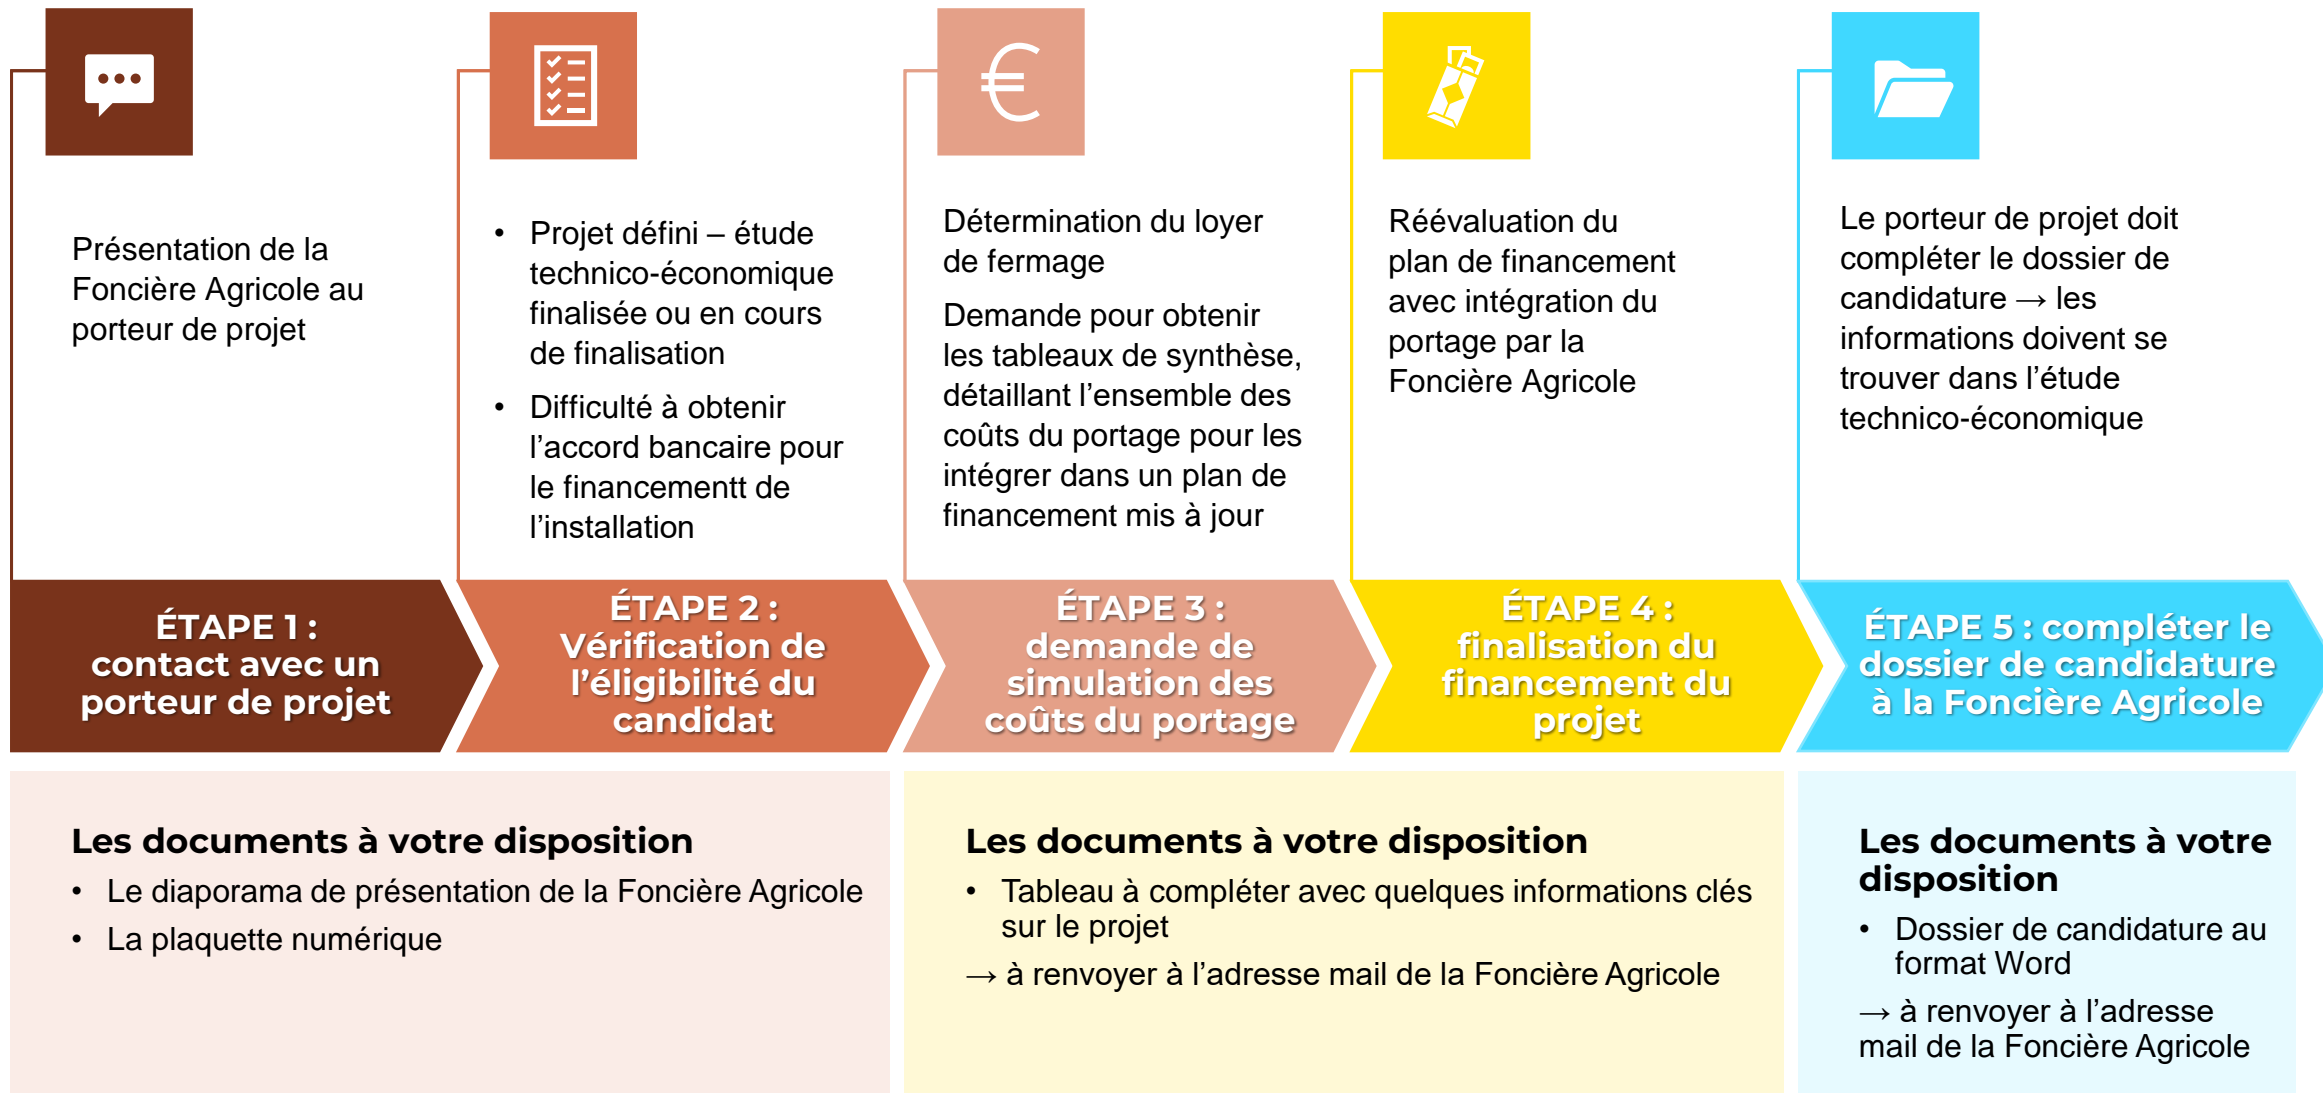 Présentation de la
Foncière Agricole au
porteur de projet
• Projet défini – étude
technico-économique
finalisée ou en cours
de finalisation
• Difficulté à obtenir
l’accord bancaire pour
le financementt de
l’installation
Détermination du loyer
de fermage
Demande pour obtenir
les tableaux de synthèse,
détaillant l’ensemble des
coûts du portage pour les
intégrer dans un plan de
financement mis à jour
Réévaluation du
plan de financement
avec intégration du
portage par la
Foncière Agricole
Le porteur de projet doit
compléter le dossier de
candidature → les
informations doivent se
trouver dans l’étude
technico-économique
ÉTAPE 1 :
contact avec un
porteur de projet
ÉTAPE 2 :
Vérification de
l’éligibilité du
candidat
ÉTAPE 3 :
demande de
simulation des
coûts du portage
ÉTAPE 4 :
finalisation du
financement du
projet
ÉTAPE 5 : compléter le
dossier de candidature
à la Foncière Agricole
Les documents à votre disposition
• Le diaporama de présentation de la Foncière Agricole
• La plaquette numérique
Les documents à votre disposition
• Tableau à compléter avec quelques informations clés
sur le projet
→ à renvoyer à l’adresse mail de la Foncière Agricole
Les documents à votre
disposition
• Dossier de candidature au
format Word
→ à renvoyer à l’adresse
mail de la Foncière Agricole